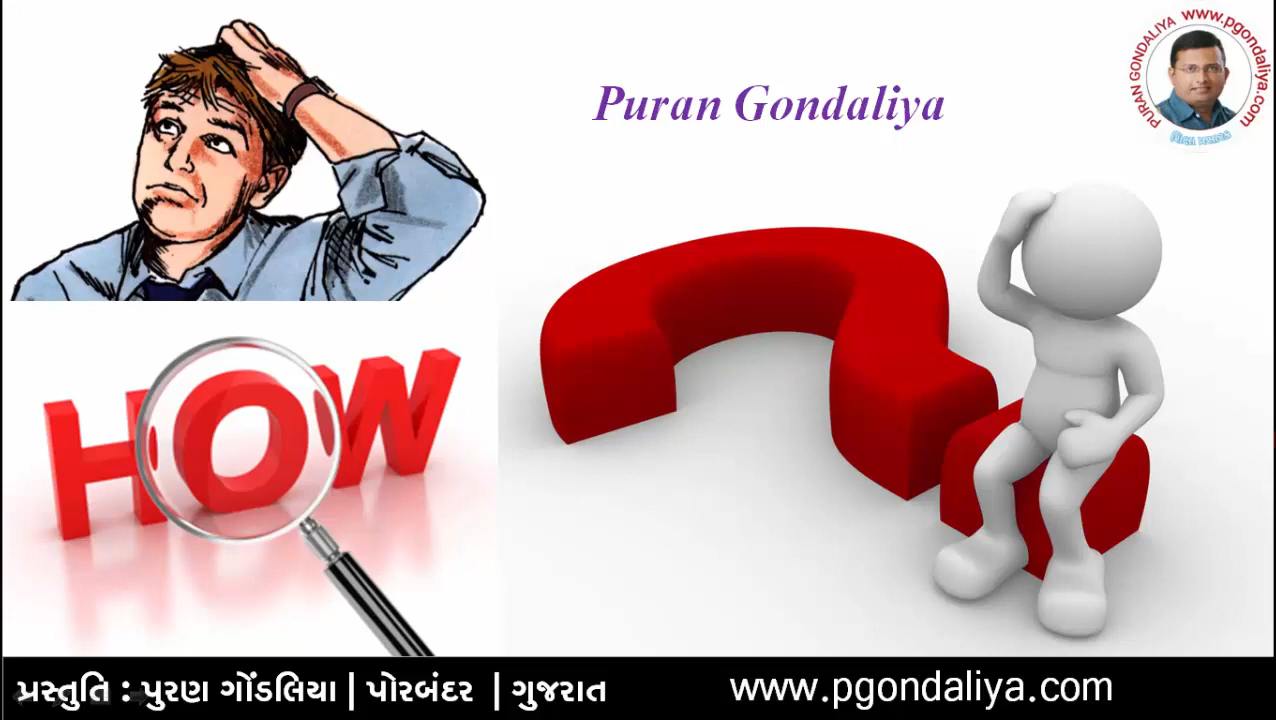 Puran Gondaliya
PURAN GONDALIYA www.pgondaliya.com
HOW
પ્રસ્તુતિ : પુરણ ગોંડલિયા | પોરબંદર | ગુજરાત
www.pgondaliya.com